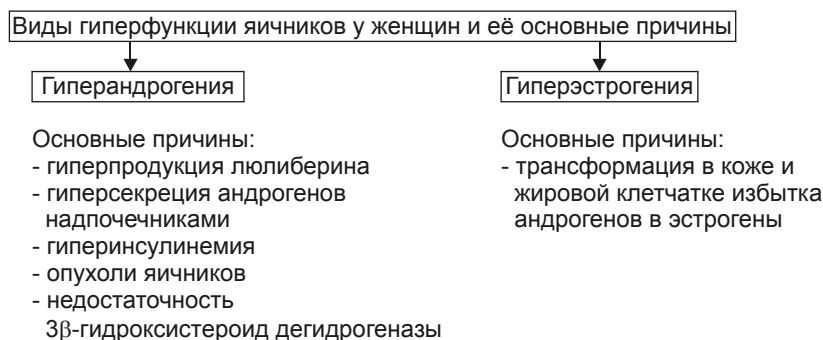 Виды гиперфункции яичников у женщин и её основные причины
Гиперандрогения
Основные причины:
- гиперпродукция люлиберина
- гиперсекреция андрогенов
надпочечниками
- гиперинсулинемия
- опухоли яичников
- недостаточность
3β-гидроксистероид дегидрогеназы
Гиперэстрогения
Основные причины:
- трансформация в коже и
жировой клетчатке избытка
андрогенов в эстрогены